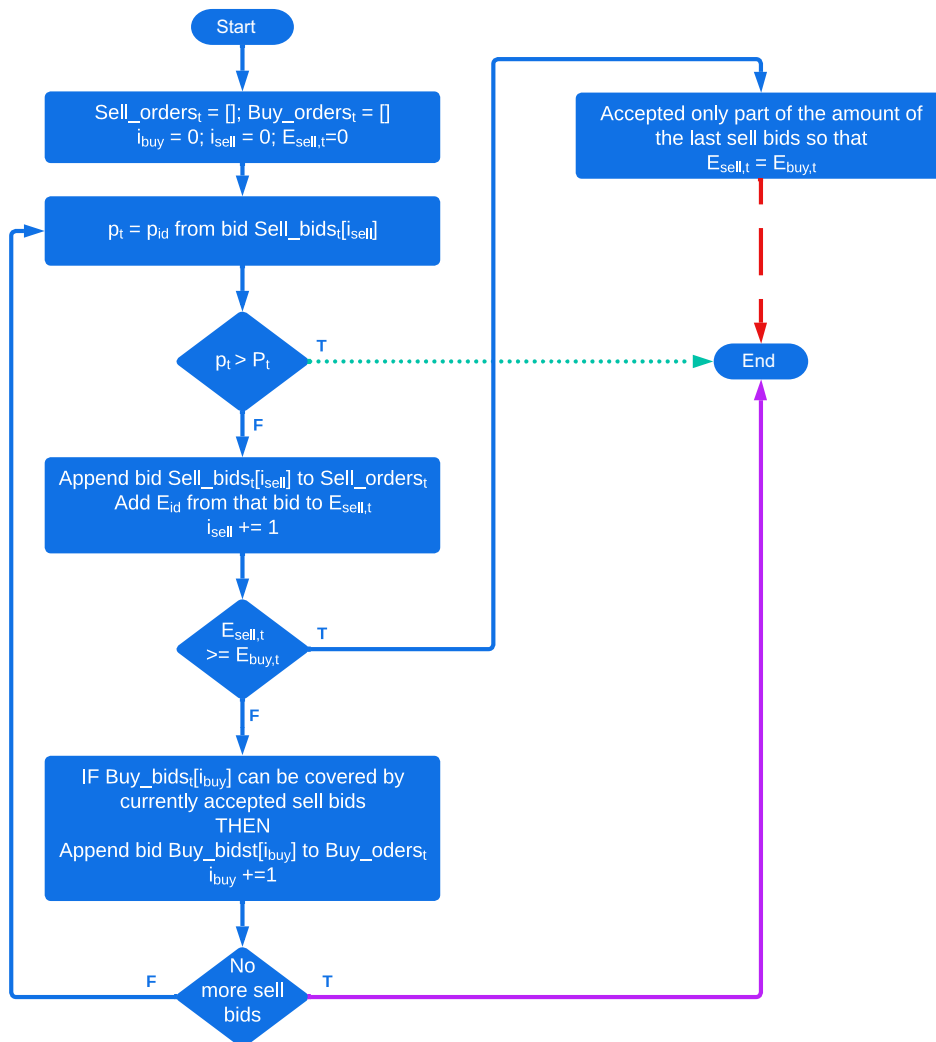 Start
Sell_orderst = []; Buy_orderst = []
ibuy = 0; isell = 0; Esell,t=0
Accepted only part of the amount of
the last sell bids so that
Esell,t = Ebuy,t
pt = pid from bid Sell_bidst[isell]
pt > Pt
T
End
F
Append bid Sell_bidst[isell] to Sell_orderst
Add Eid from that bid to Esell,t
isell += 1
Esell,t
>= Ebuy,t
T
F
IF Buy_bidst[ibuy] can be covered by
currently accepted sell bids
THEN
Append bid Buy_bidst[ibuy] to Buy_oderst
ibuy +=1
No
more sell
bids
F
T